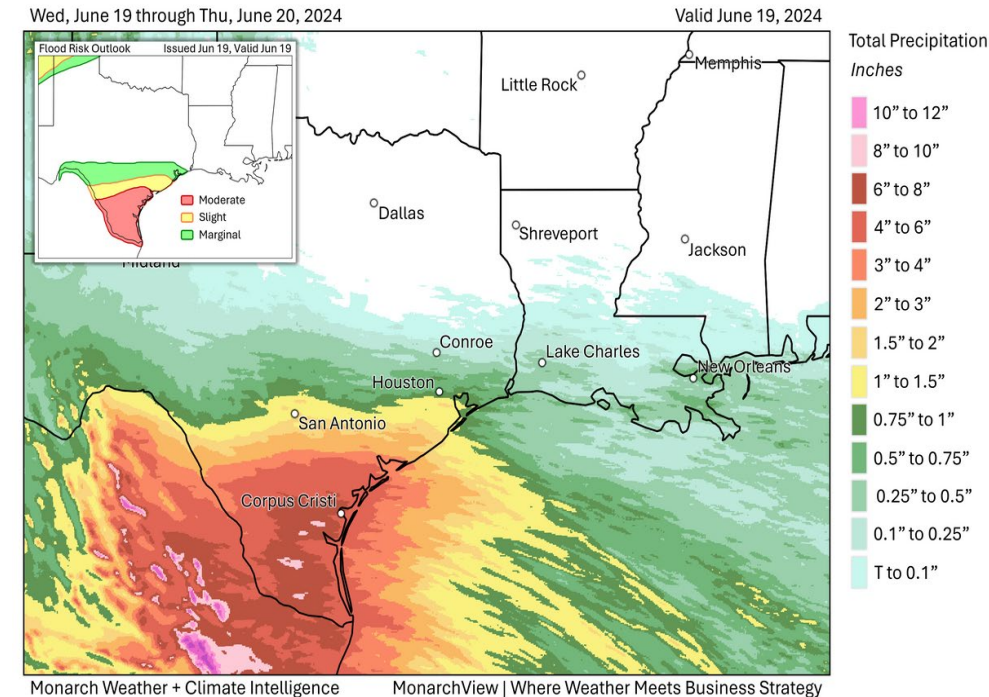 Wed, June 19 through Thu, June 20, 2024
Valid June 19, 2024
Flood Risk Outlook
Issued Jun 19, Valid Jun 19
Moderate
Slight
Marginal
Memphis
Little Rock
Dallas
Shreveport
Jackson
Midland
Conroe
Lake Charles
Houston
New Orleans
San Antonio
Corpus Cristi
Total Precipitation
Inches
10” to 12”
8” to 10”
6” to 8”
4” to 6”
3” to 4”
2” to 3”
1.5” to 2”
1” to 1.5”
0.75” to 1”
0.5” to 0.75”
0.25” to 0.5”
0.1” to 0.25”
T to 0.1”
Monarch Weather + Climate Intelligence
MonarchView | Where Weather Meets Business Strategy